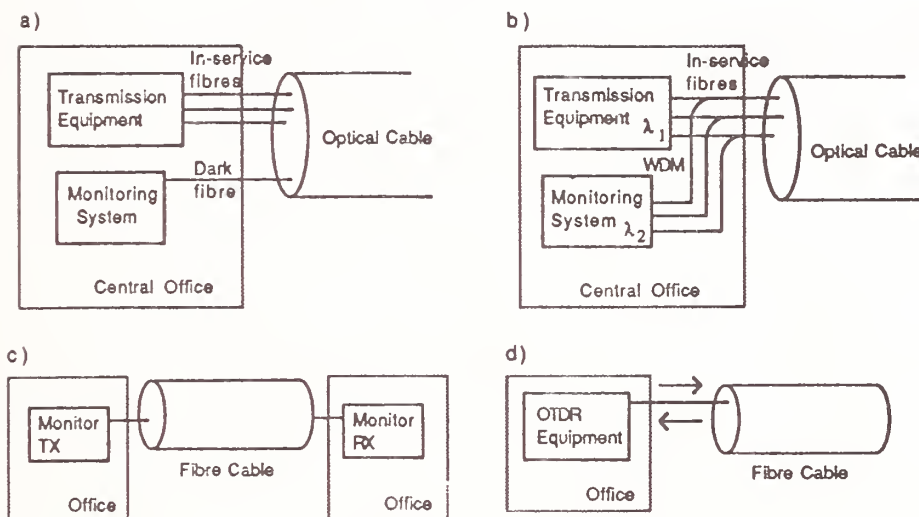 a)
In-service
fibres
Transmission
Equipment
Optical Cable
Dark
fibre
Monitoring
System
Central Office
b)
In-service
fibres
Transmission
Equipment λ1
Optical Cable
WDM
Monitoring
System λ2
Central Office
c)
Monitor
TX
Fibre Cable
Monitor
RX
Office
Office
d)
OTDR
Equipment
Fibre Cable
Office